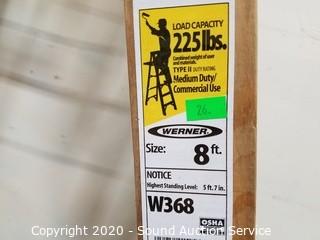 LOAD CAPACITY
225 lbs.
Combined weight of user
and materials.
TYPE II DUTY RATING
Medium Duty/
Commercial Use
26.
WERNER
Size: 8 ft.
NOTICE
Highest Standing Level: 5 ft. 7 in.
W368
OSHA
Copyright 2020 - Sound Auction Service